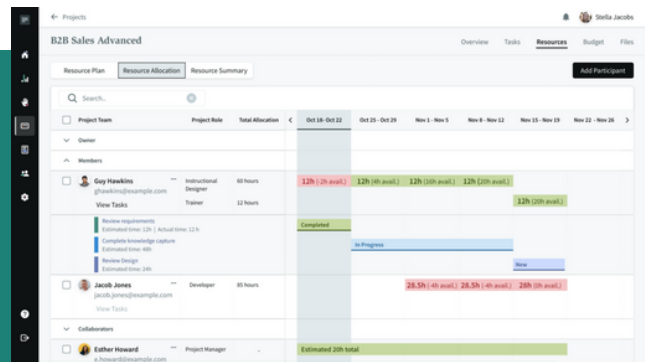 ← Projects
Stella Jacobs
B2B Sales Advanced
Overview Tasks Resources Budget Files
Resource Plan Resource Allocation Resource Summary
Add Participant
Search..
Project Team Project Role Total Allocation Oct 18- Oct 22 Oct 25 - Oct 29 Nov 1 - Nov 5 Nov 8 - Nov 12 Nov 15 - Nov 19 Nov 22 - Nov 26
Owner
Members
Guy Hawkins Instructional Designer 60 hours 12h (-2h avail.) 12h (4h avail.) 12h (16h avail.) 12h (20h avail.)
ghawkins@example.com
View Tasks Trainer 12 hours 12h (20h avail.)
Review requirements Completed
Estimated time: 12h | Actual time: 12 h
Complete knowledge capture In Progress
Estimated time: 48h
Review Design New
Estimated time: 24h
Jacob Jones Developer 85 hours 28.5h (-4h avail.) 28.5h (-4h avail.) 28h (0h avail.)
jacob.jones@example.com
View Tasks
Collaborators
Esther Howard Project Manager - Estimated 20h total
e.howard@example.com